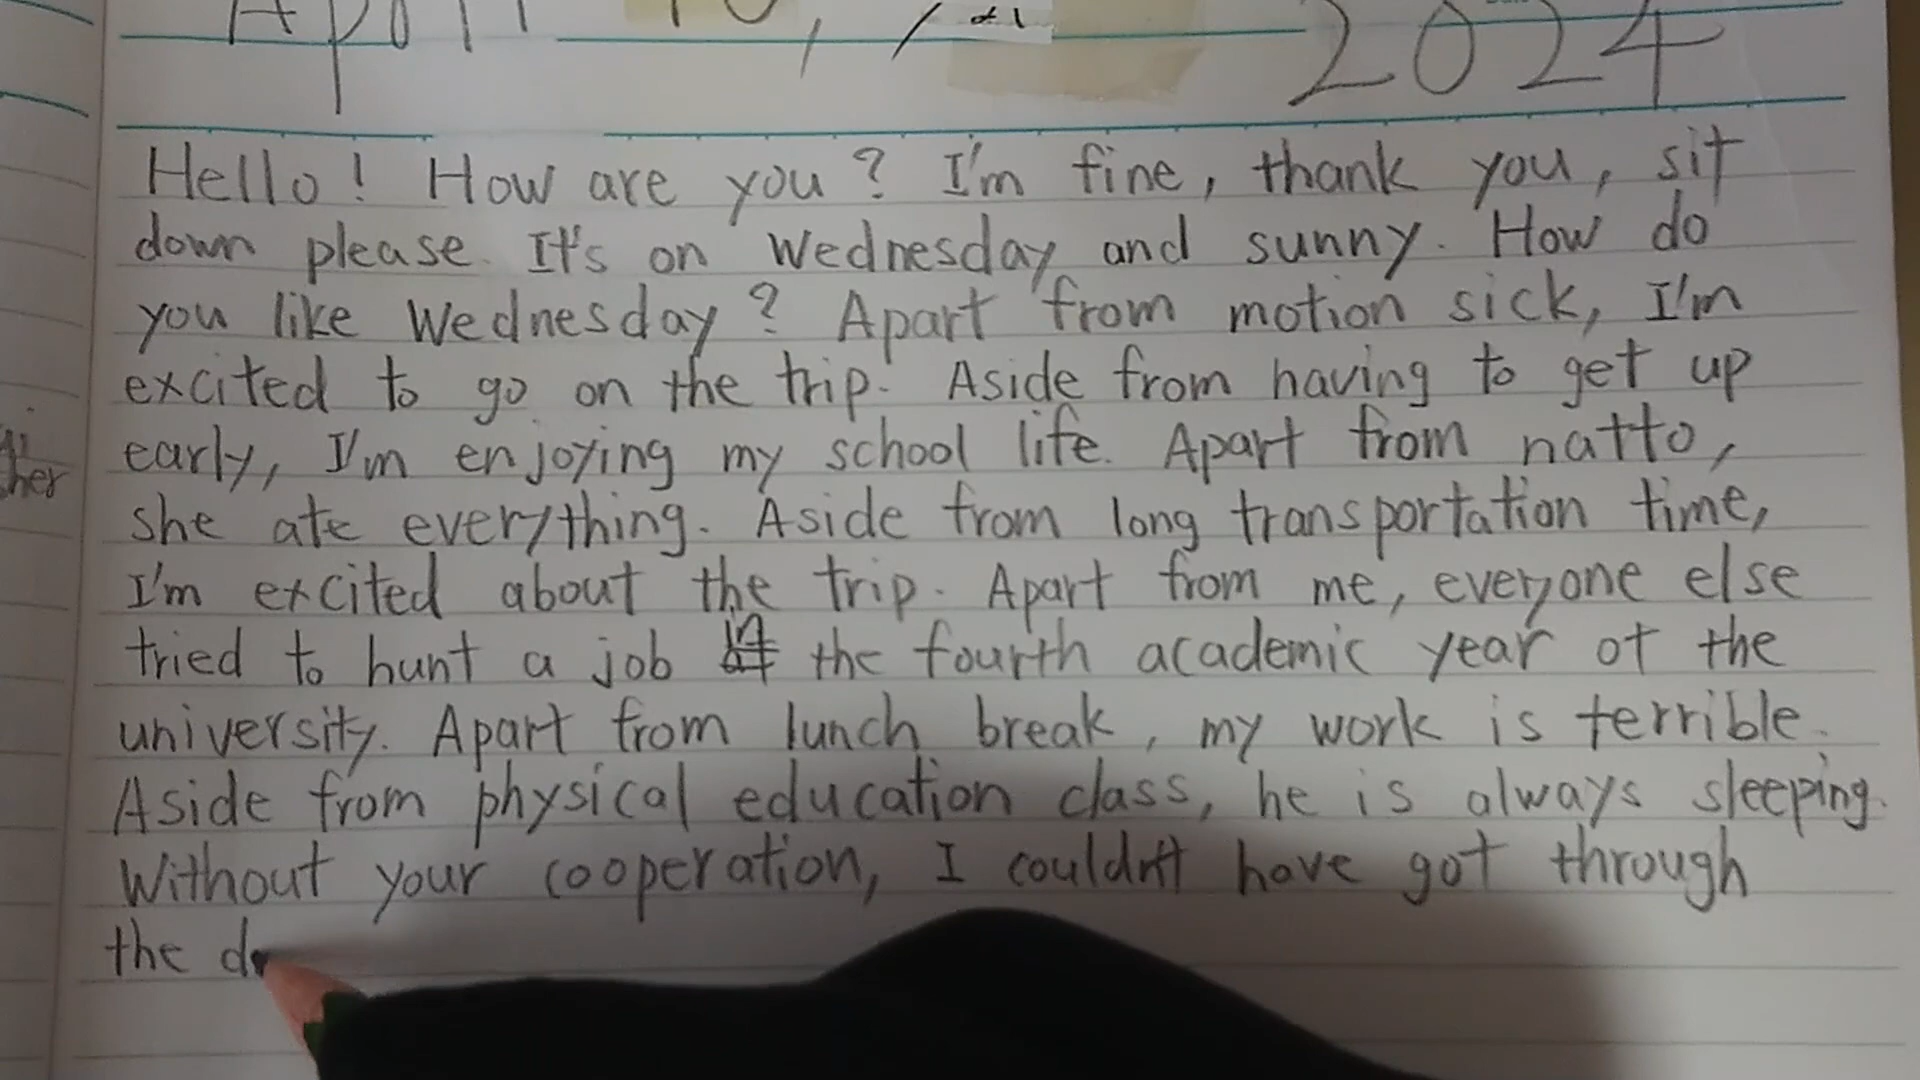 April 10, 2024
Hello! How are you? I'm fine, thank you, sit
down please. It's on Wednesday and sunny. How do
you like Wednesday? Apart from motion sick, I'm
excited to go on the trip. Aside from having to get up
early, I'm enjoying my school life. Apart from natto,
she ate everything. Aside from long transportation time,
I'm excited about the trip. Apart from me, everyone else
tried to hunt a job in the fourth academic year of the
university. Apart from lunch break, my work is terrible.
Aside from physical education class, he is always sleeping.
Without your cooperation, I couldn't have got through
the